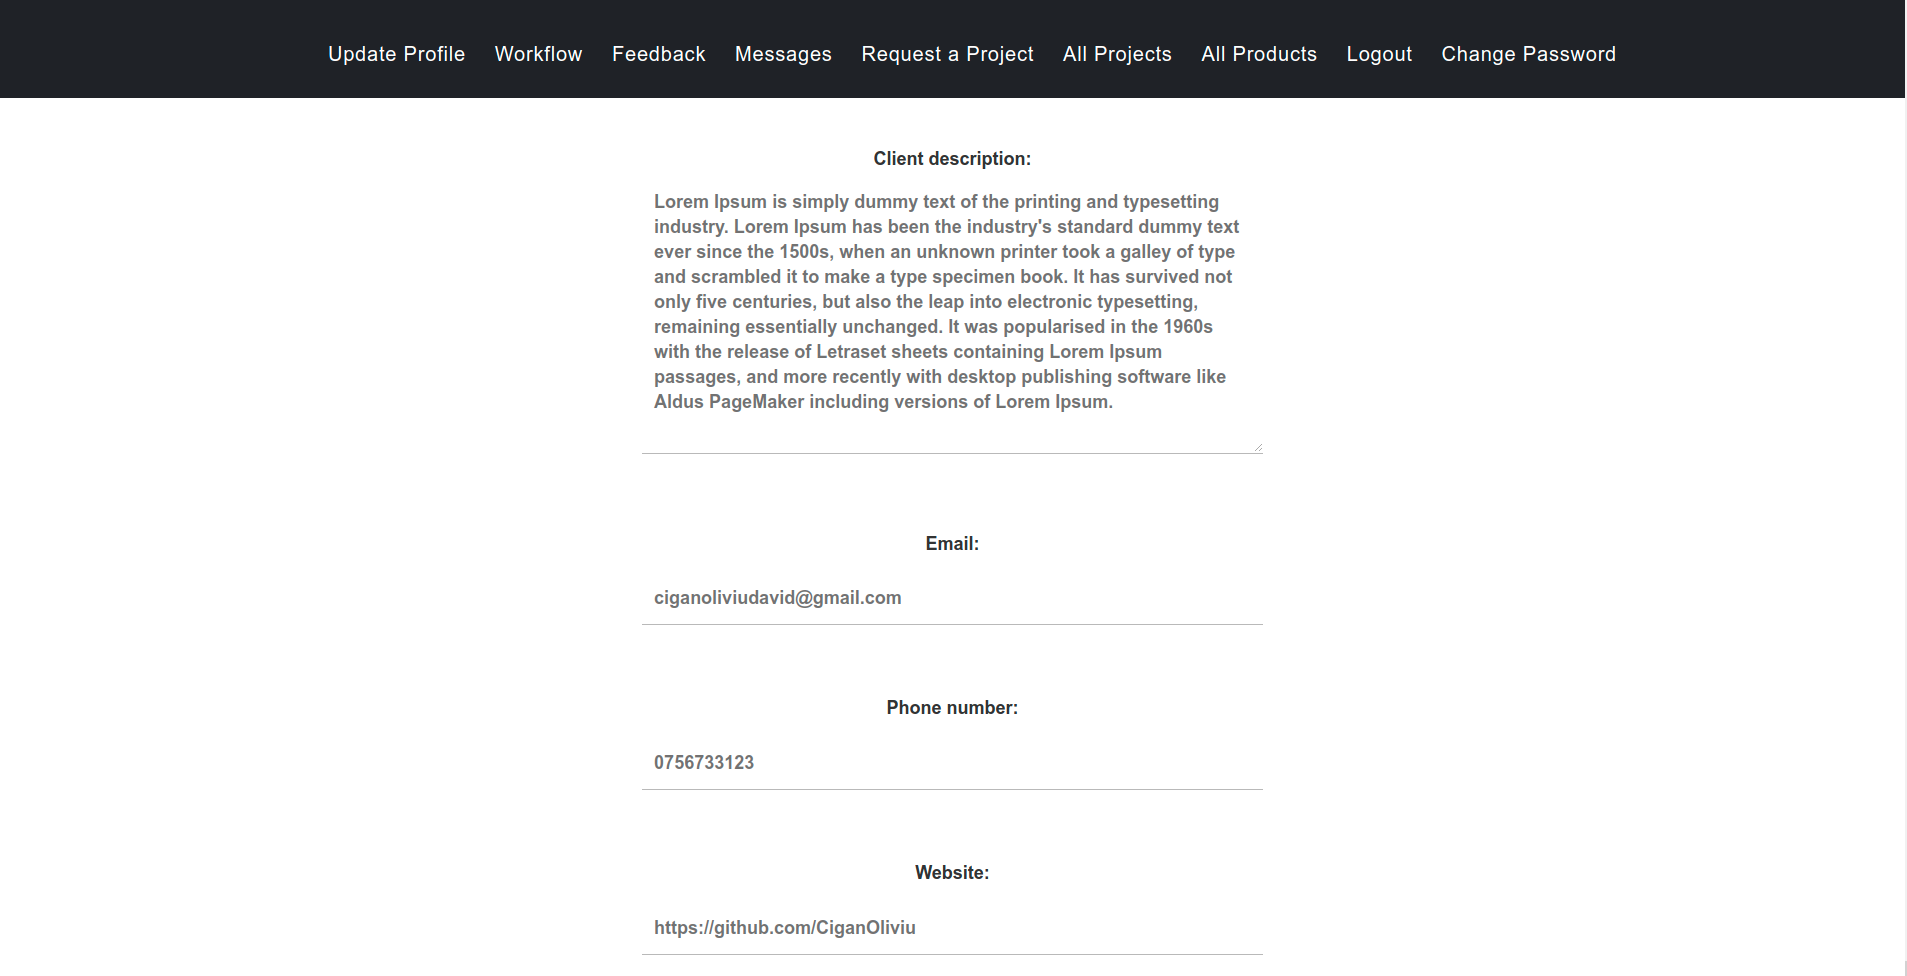 Update Profile Workflow Feedback Messages Request a Project All Projects All Products Logout Change Password
Client description:
Lorem Ipsum is simply dummy text of the printing and typesetting
industry. Lorem Ipsum has been the industry's standard dummy text
ever since the 1500s, when an unknown printer took a galley of type
and scrambled it to make a type specimen book. It has survived not
only five centuries, but also the leap into electronic typesetting,
remaining essentially unchanged. It was popularised in the 1960s
with the release of Letraset sheets containing Lorem Ipsum
passages, and more recently with desktop publishing software like
Aldus PageMaker including versions of Lorem Ipsum.
Email:
ciganoliviudavid@gmail.com
Phone number:
0756733123
Website:
https://github.com/CiganOliviu